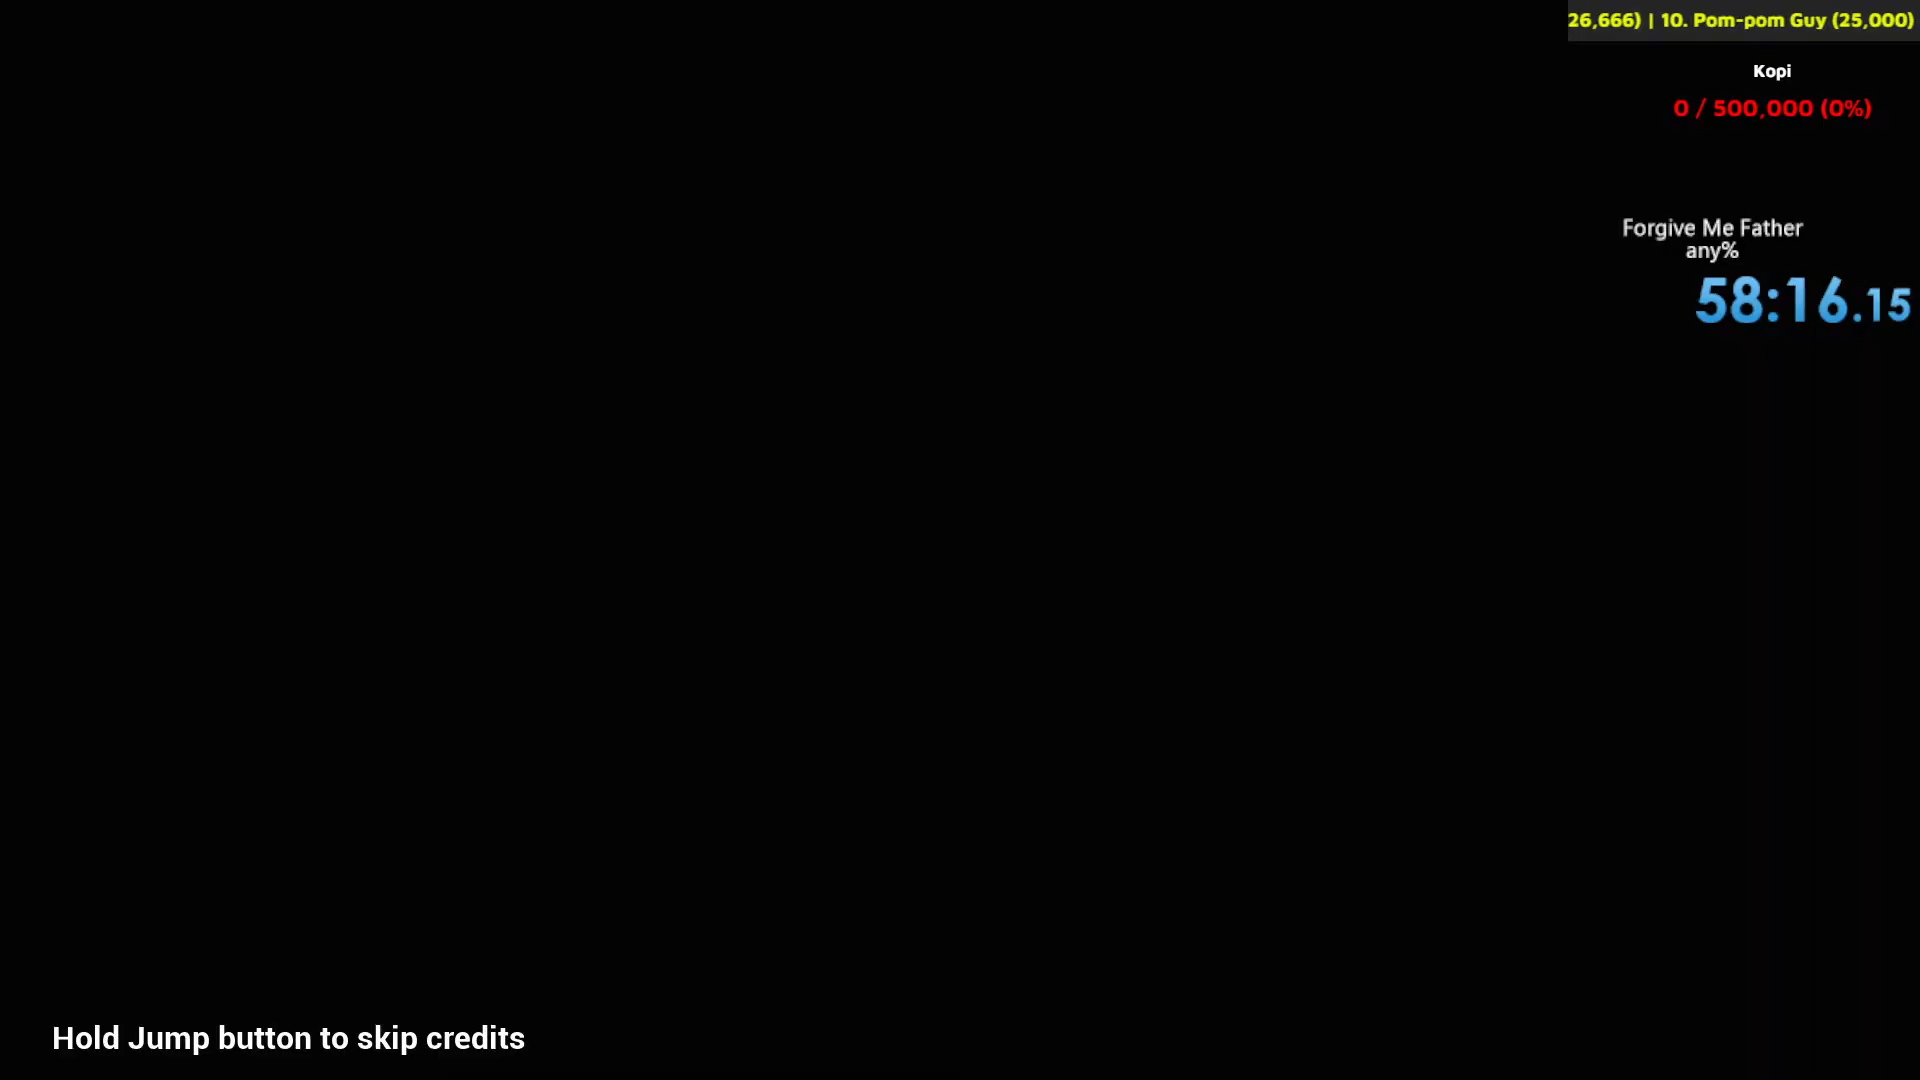 26,666) | 10. Pom-pom Guy (25,000)
Kopi
0 / 500,000 (0%)
Forgive Me Father
any%
58:16.15
Hold Jump button to skip credits